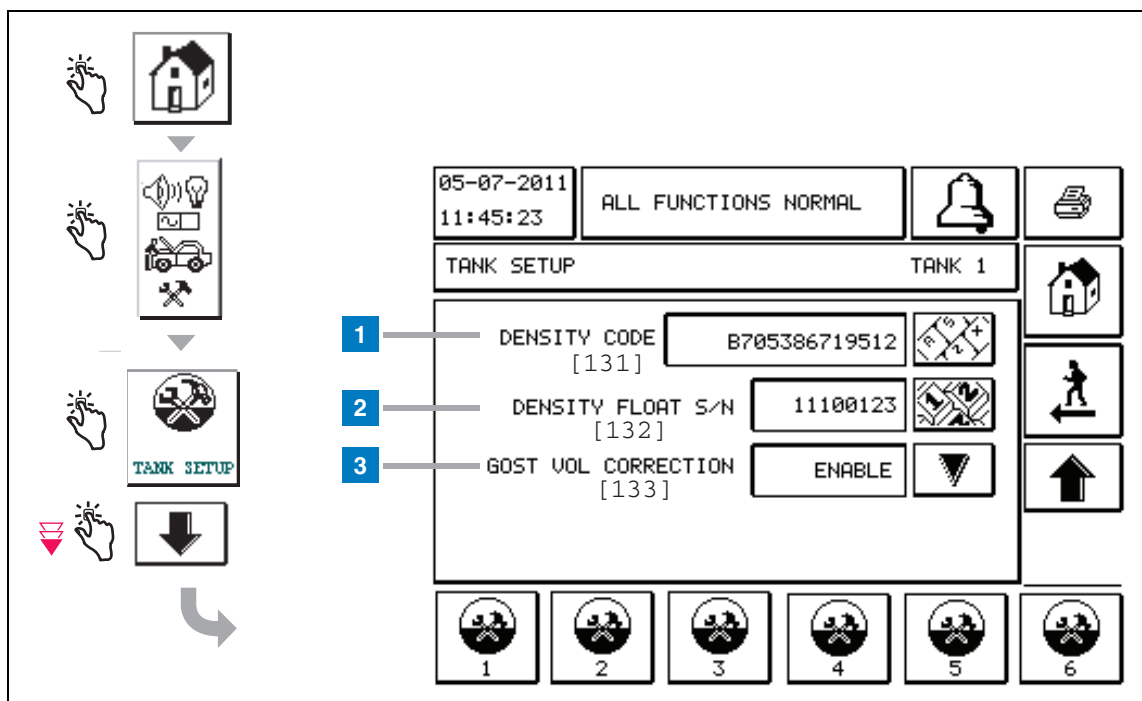 05-07-2011
11:45:23
ALL FUNCTIONS NORMAL
TANK SETUP TANK 1
1 DENSITY CODE B705386719512
[131]
2 DENSITY FLOAT S/N 11100123
[132]
3 GOST VOL CORRECTION ENABLE
[133]
TANK SETUP
1 2 3 4 5 6